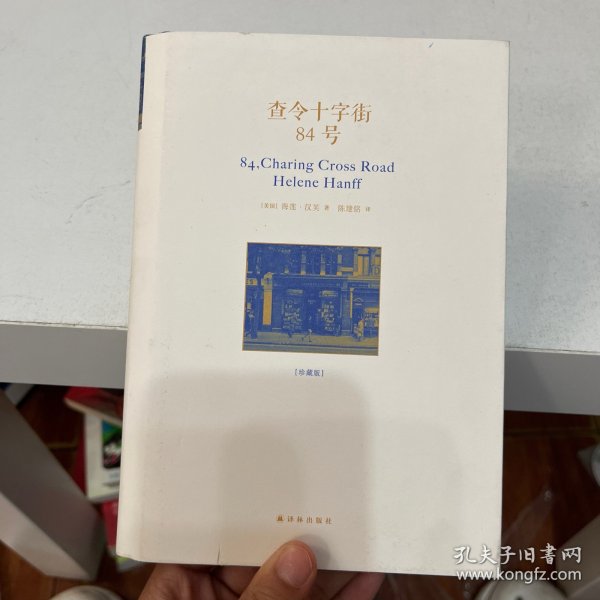 查令十字街
84号
84,Charing Cross Road
Helene Hanff
［美国］海莲·汉芙 著 陈建铭 译
［珍藏版］
译林出版社
孔夫子旧书网
www.kongfz.com